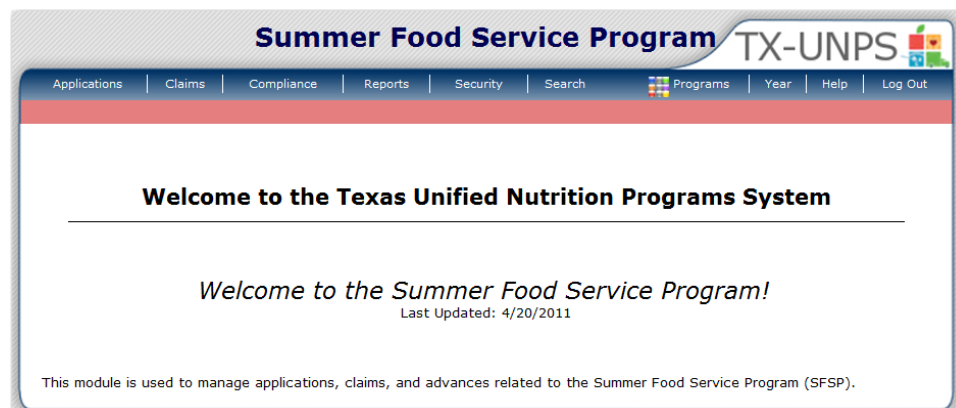 Summer Food Service Program
TX-UNPS
Applications Claims Compliance Reports Security Search Programs Year Help Log Out
Welcome to the Texas Unified Nutrition Programs System
Welcome to the Summer Food Service Program!
Last Updated: 4/20/2011
This module is used to manage applications, claims, and advances related to the Summer Food Service Program (SFSP).